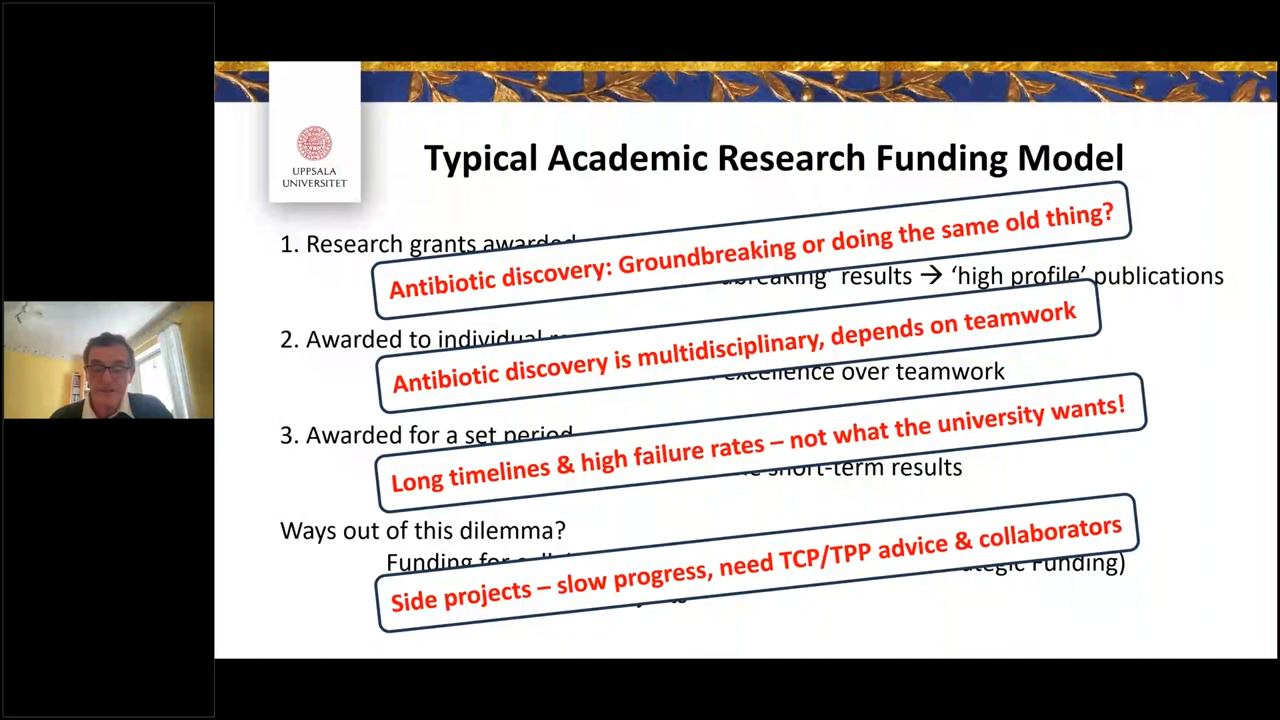 UPPSALA
UNIVERSITET
Typical Academic Research Funding Model
1. Research grants awarded
Antibiotic discovery: Groundbreaking or doing the same old thing?
results → ‘high profile’ publications
2. Awarded to individual
Antibiotic discovery is multidisciplinary, depends on teamwork
excellence over teamwork
3. Awarded for a set period
Long timelines & high failure rates – not what the university wants!
short-term results
Ways out of this dilemma?
Funding for
Side projects – slow progress, need TCP/TPP advice & collaborators
Funding)